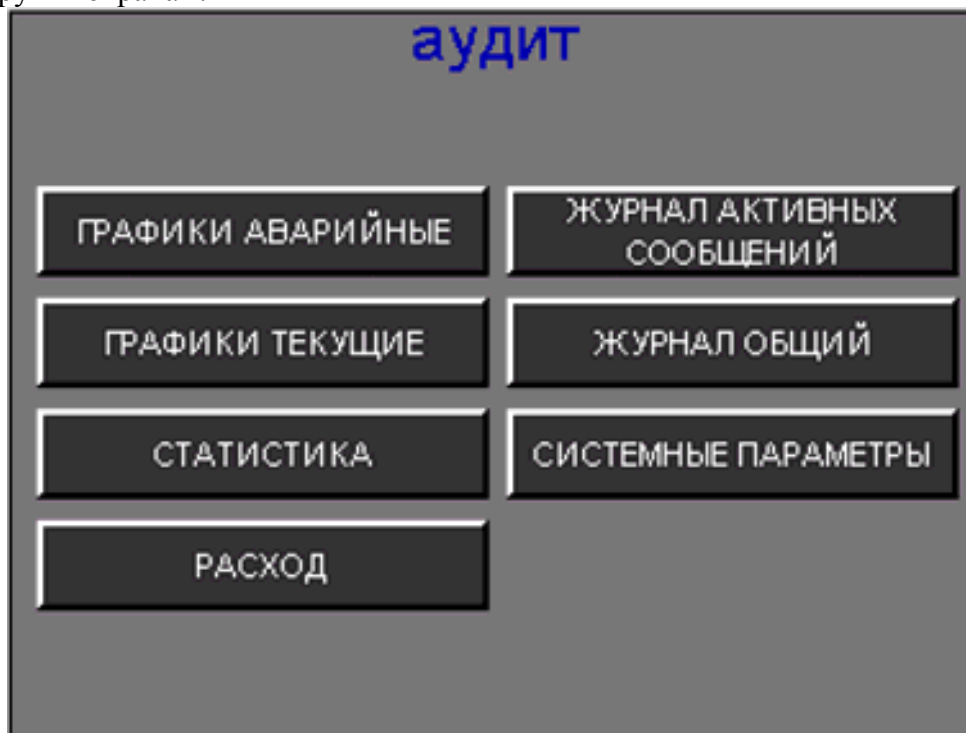 аудит
ГРАФИКИ АВАРИЙНЫЕ
ЖУРНАЛ АКТИВНЫХ
СООБЩЕНИЙ
ГРАФИКИ ТЕКУЩИЕ
ЖУРНАЛ ОБЩИЙ
СТАТИСТИКА
СИСТЕМНЫЕ ПАРАМЕТРЫ
РАСХОД